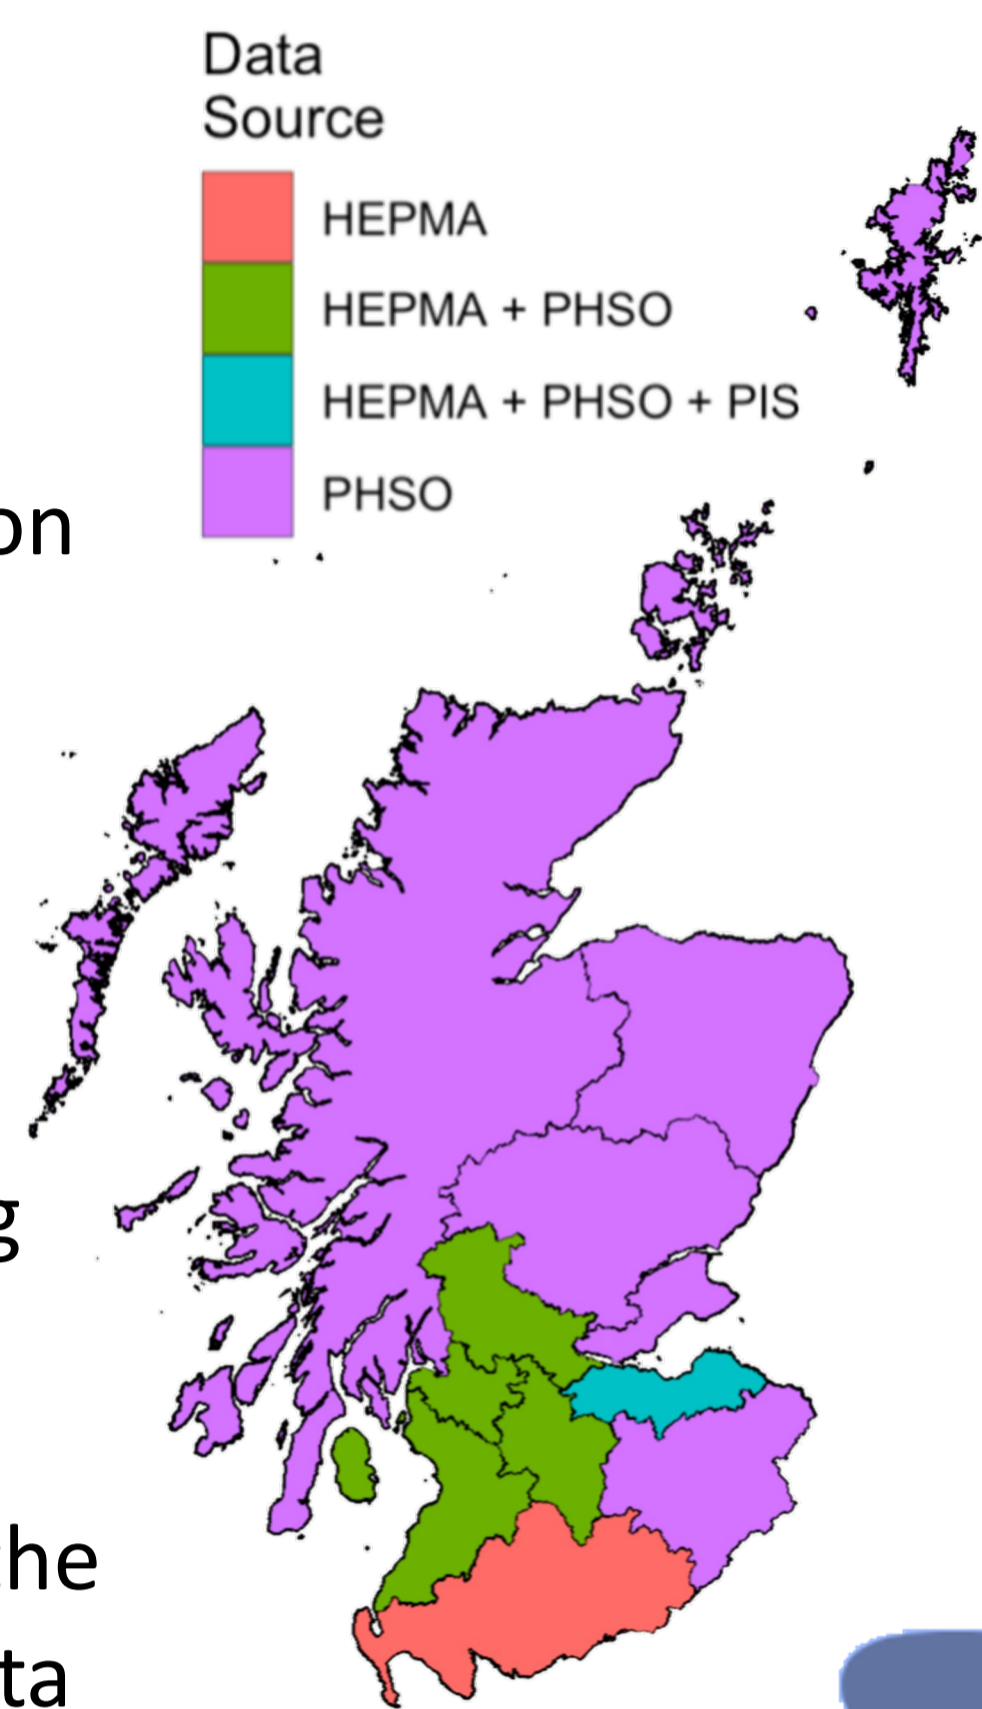 Data
Source
HEPMA
HEPMA + PHSO
HEPMA + PHSO + PIS
PHSO
on
g
he
ta